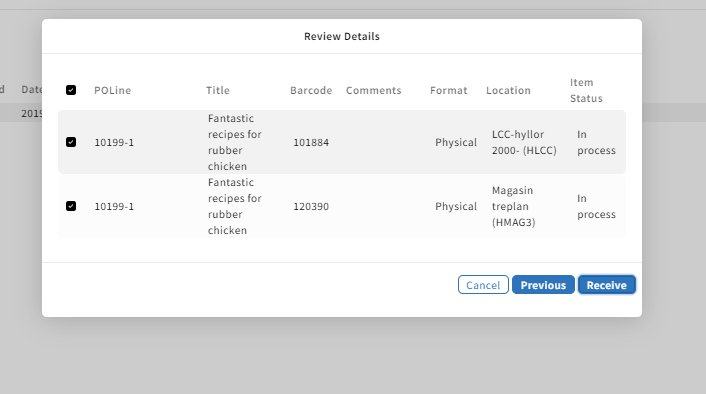 Review Details
d Date
POLine Title Barcode Comments Format Location Item Status
2019
10199-1 Fantastic recipes for rubber chicken 101884 Physical LCC-hyllor 2000- (HLCC) In process
10199-1 Fantastic recipes for rubber chicken 120390 Physical Magasin treplan (HMAG3) In process
Cancel Previous Receive